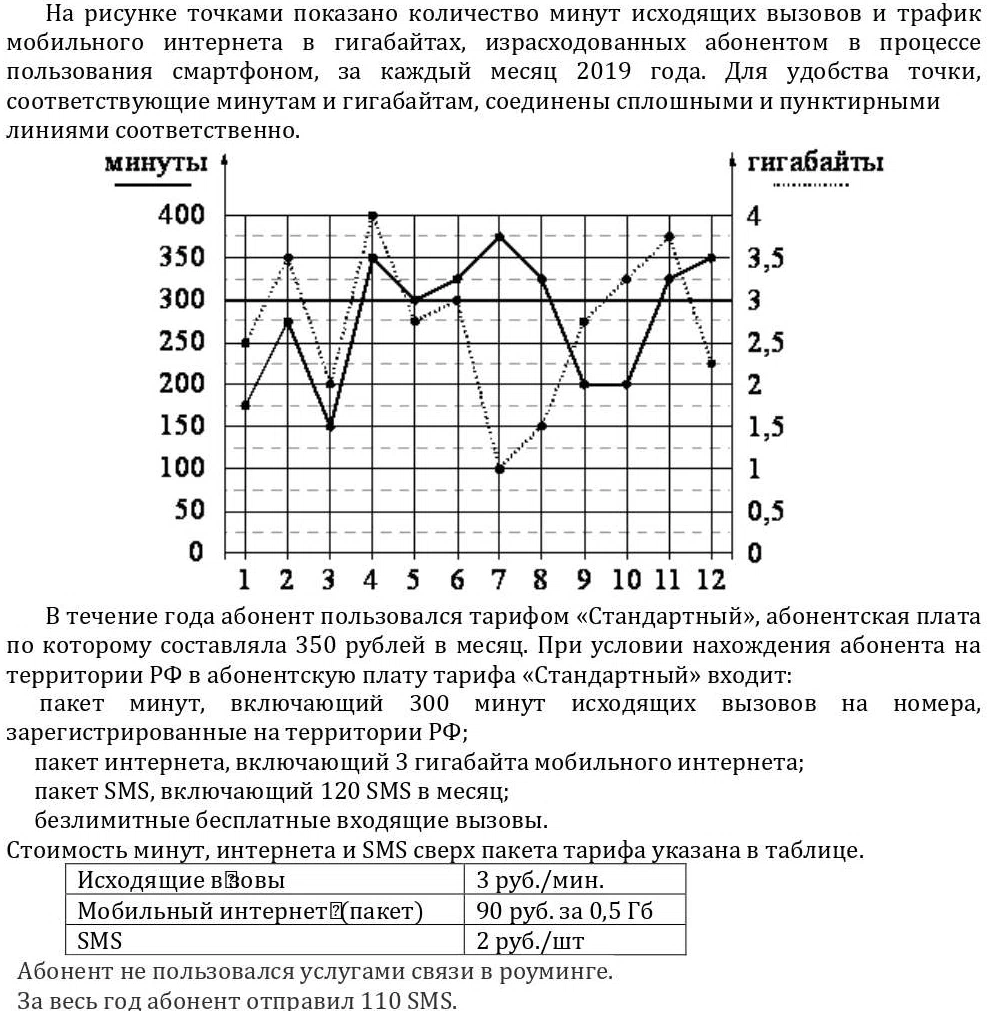 На рисунке точками показано количество минут исходящих вызовов и трафик
мобильного интернета в гигабайтах, израсходованных абонентом в процессе
пользования смартфоном, за каждый месяц 2019 года. Для удобства точки,
соответствующие минутам и гигабайтам, соединены сплошными и пунктирными
линиями соответственно.
минуты гигабайты
400 4
350 3,5
300 3
250 2,5
200 2
150 1,5
100 1
50 0,5
0 0
1 2 3 4 5 6 7 8 9 10 11 12
В течение года абонент пользовался тарифом «Стандартный», абонентская плата
по которому составляла 350 рублей в месяц. При условии нахождения абонента на
территории РФ в абонентскую плату тарифа «Стандартный» входит:
пакет минут, включающий 300 минут исходящих вызовов на номера,
зарегистрированные на территории РФ;
пакет интернета, включающий 3 гигабайта мобильного интернета;
пакет SMS, включающий 120 SMS в месяц;
безлимитные бесплатные входящие вызовы.
Стоимость минут, интернета и SMS сверх пакета тарифа указана в таблице.
Исходящие в⍰зовы 3 руб./мин.
Мобильный интернет⍰(пакет) 90 руб. за 0,5 Гб
SMS 2 руб./шт
Абонент не пользовался услугами связи в роуминге.
За весь год абонент отправил 110 SMS.